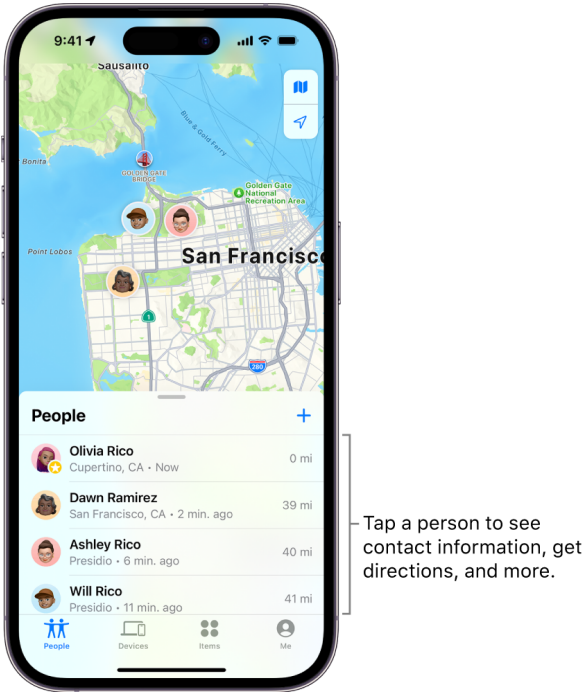 9:41
Sausalito
Blue & Gold Ferry
Bonita
GOLDEN GATE
BRIDGE
Golden Gate
National
Recreation Area
Point Lobos
San Francisco
1
280
People
Olivia Rico
Cupertino, CA • Now
0 mi
Dawn Ramirez
San Francisco, CA • 2 min. ago
39 mi
Ashley Rico
Presidio • 6 min. ago
40 mi
Will Rico
Presidio • 11 min. ago
41 mi
Tap a person to see
contact information, get
directions, and more.
People
Devices
Items
Me